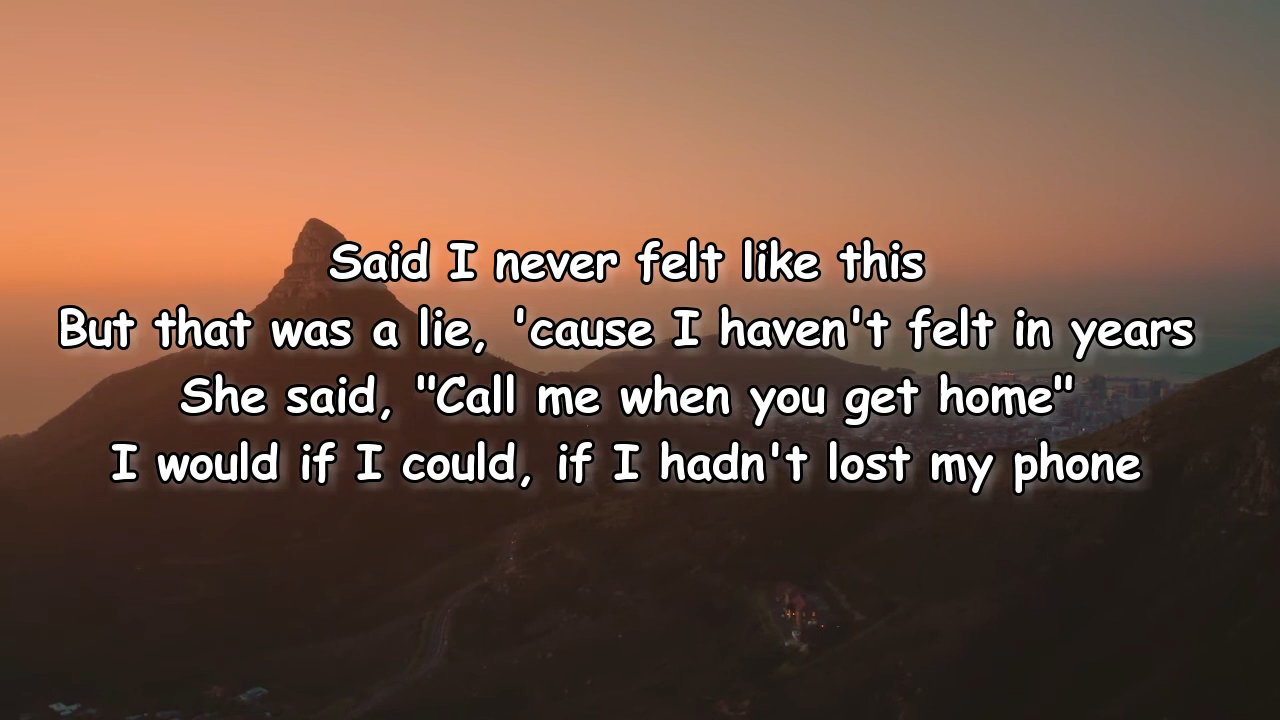 Said I never felt like this
But that was a lie, 'cause I haven't felt in years
She said, "Call me when you get home"
I would if I could, if I hadn't lost my phone